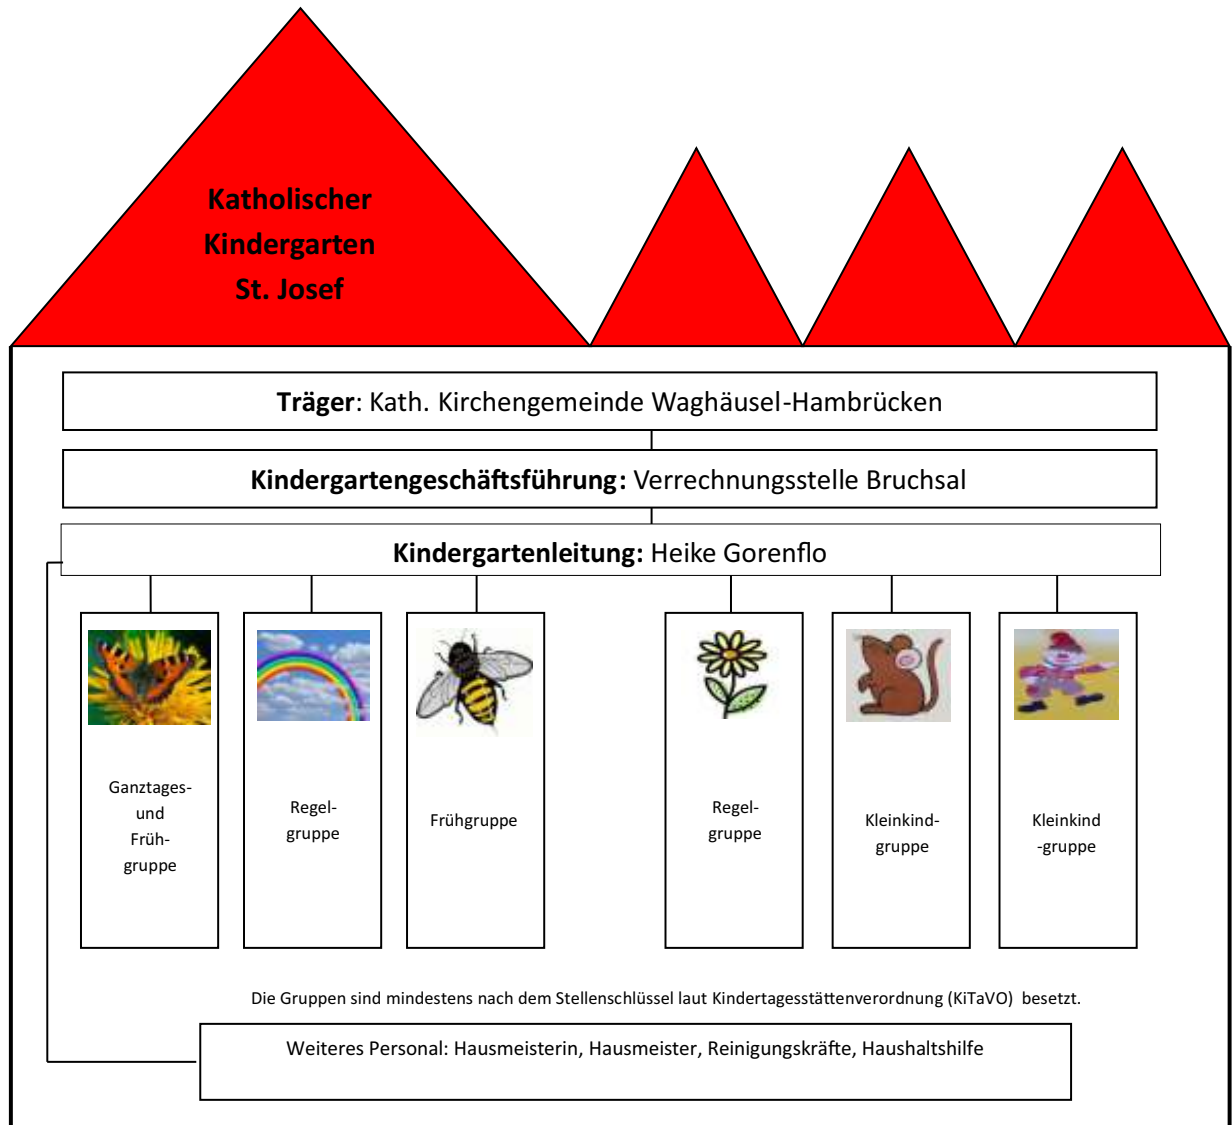 Katholischer
Kindergarten
St. Josef
Träger: Kath. Kirchengemeinde Waghäusel-Hambrücken
Kindergartengeschäftsführung: Verrechnungsstelle Bruchsal
Kindergartenleitung: Heike Gorenflo
Ganztages-
und
Früh-
gruppe
Regel-
gruppe
Frühgruppe
Regel-
gruppe
Kleinkind-
gruppe
Kleinkind
-gruppe
Die Gruppen sind mindestens nach dem Stellenschlüssel laut Kindertagesstättenverordnung (KiTaVO) besetzt.
Weiteres Personal: Hausmeisterin, Hausmeister, Reinigungskräfte, Haushaltshilfe